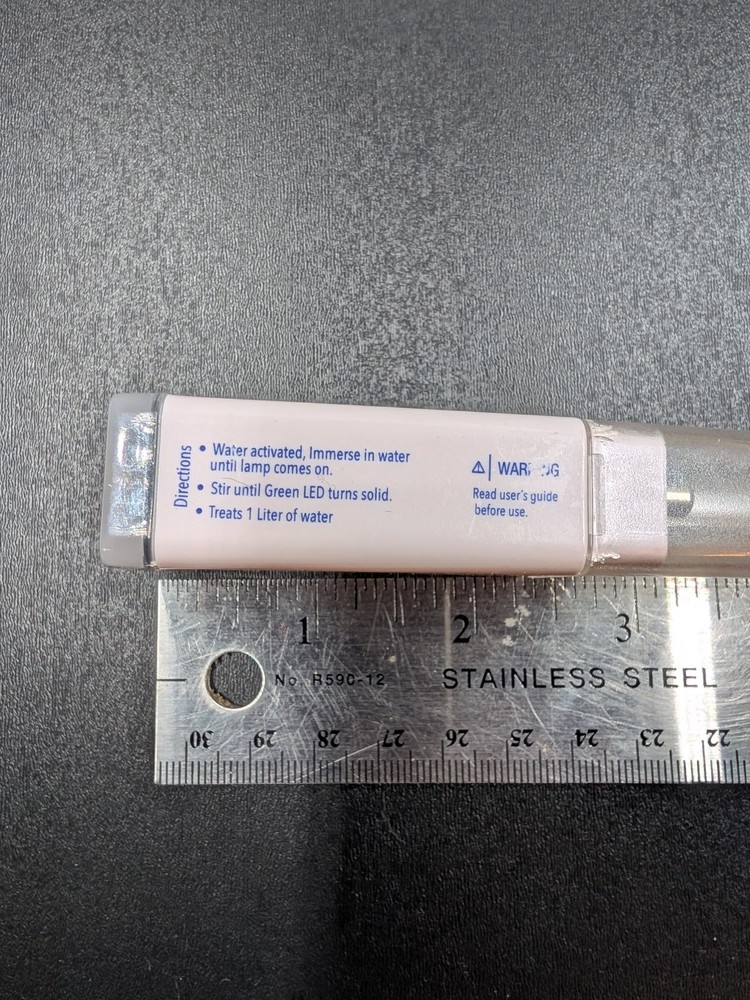 Directions
• Water activated, Immerse in water
until lamp comes on.
• Stir until Green LED turns solid.
• Treats 1 Liter of water
⚠ WARNING
Read user's guide
before use.
1 2 3
No. R590-12 STAINLESS STEEL
30 29 28 27 26 25 24 23 22